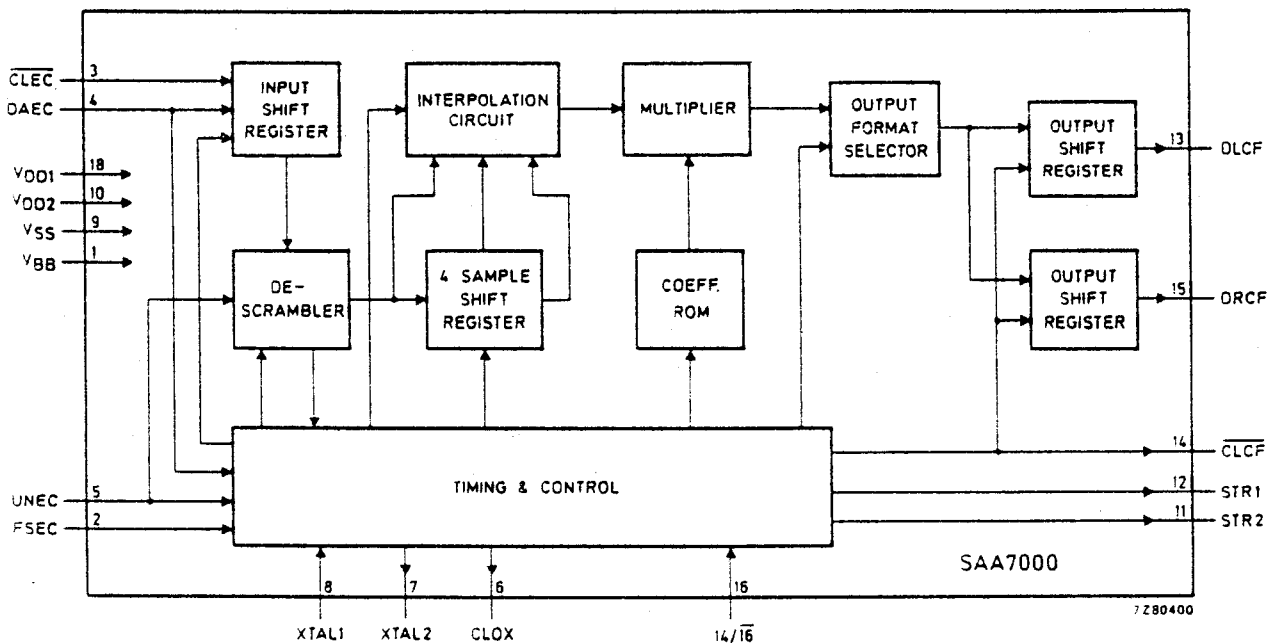 CLEC 3
DAEC 4
VDD1 18
VDD2 10
VSS 9
VBB 1
UNEC 5
FSEC 2
INPUT
SHIFT
REGISTER
INTERPOLATION
CIRCUIT
MULTIPLIER
OUTPUT
FORMAT
SELECTOR
OUTPUT
SHIFT
REGISTER
13 DLCF
DE-
SCRAMBLER
4 SAMPLE
SHIFT
REGISTER
COEFF.
ROM
OUTPUT
SHIFT
REGISTER
15 DRCF
TIMING & CONTROL
14 CLCF
12 STR1
11 STR2
SAA7000
8 7 6 16
XTAL1 XTAL2 CLOX 14/16
7Z80400